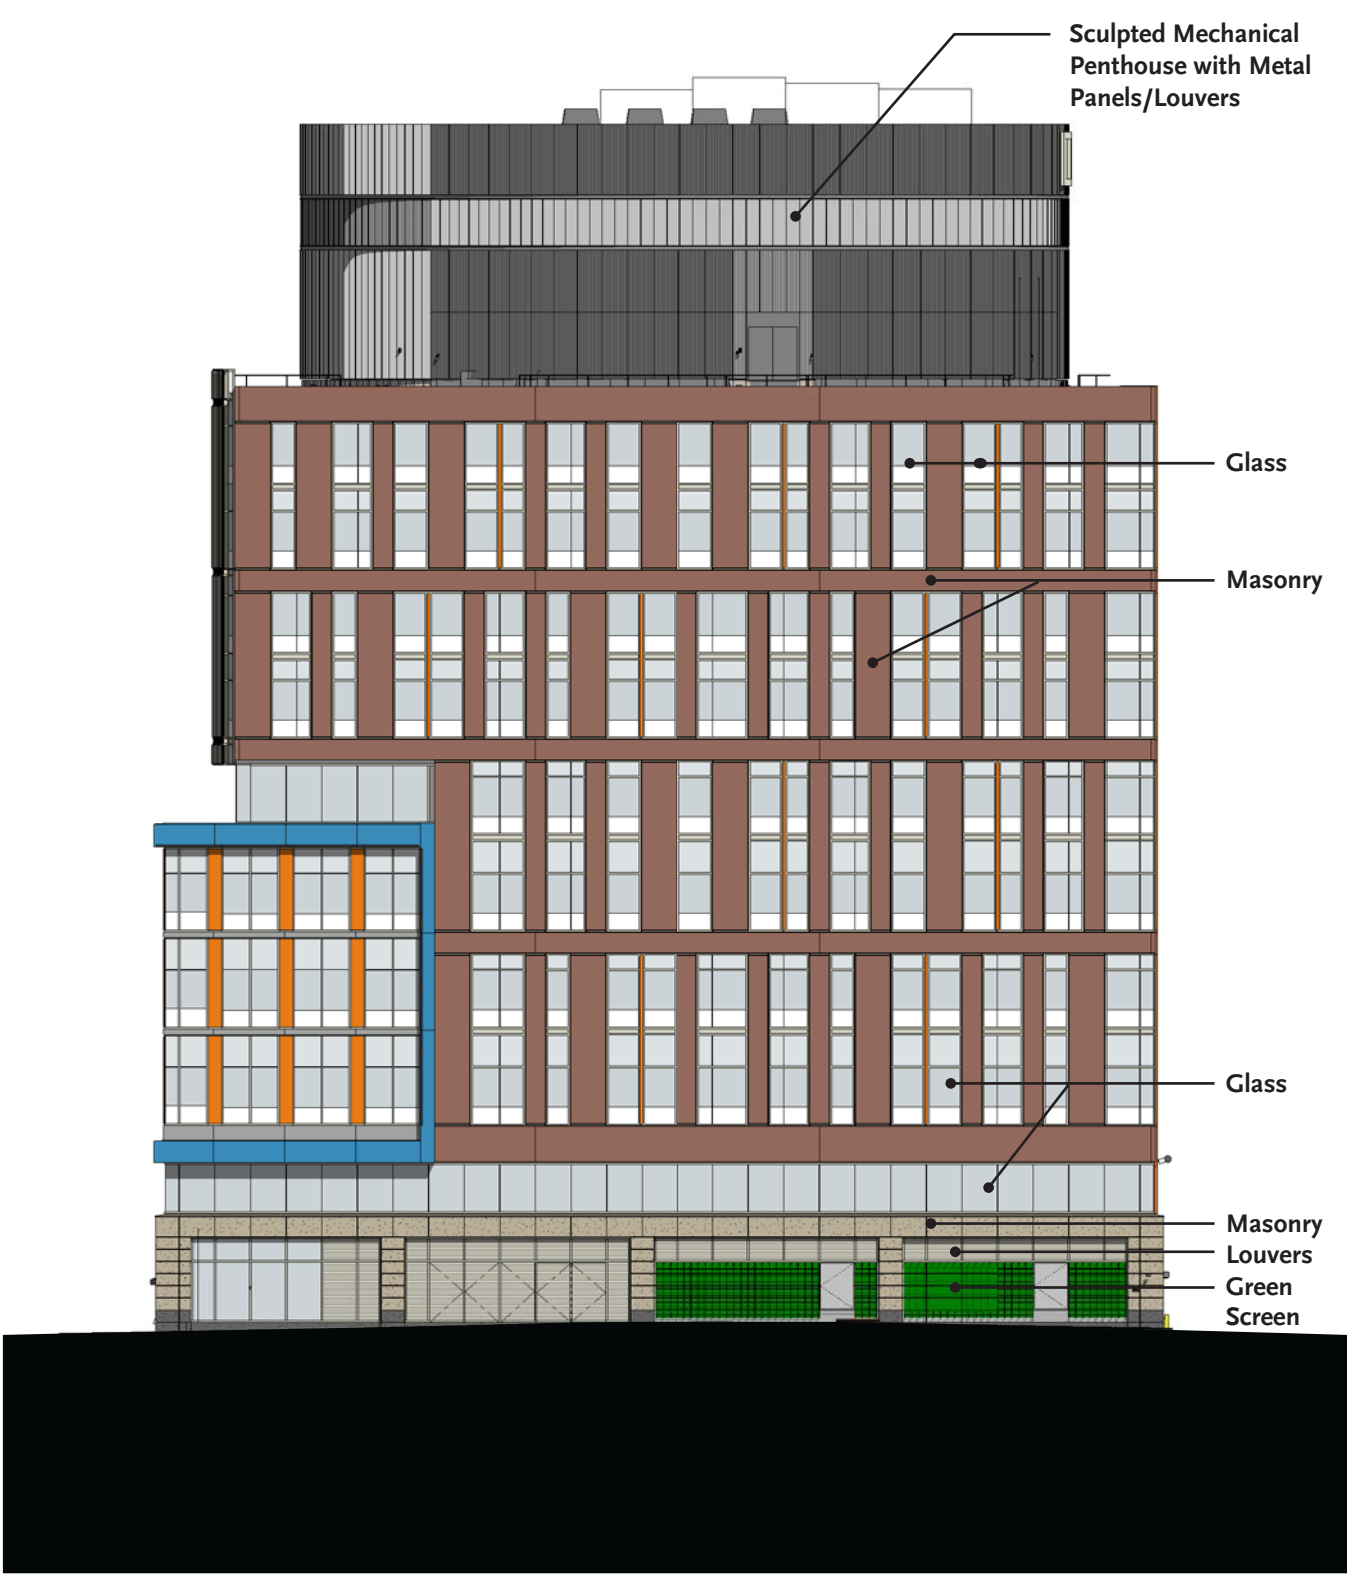 Sculpted Mechanical
Penthouse with Metal
Panels/Louvers
Glass
Masonry
Glass
Masonry
Louvers
Green
Screen